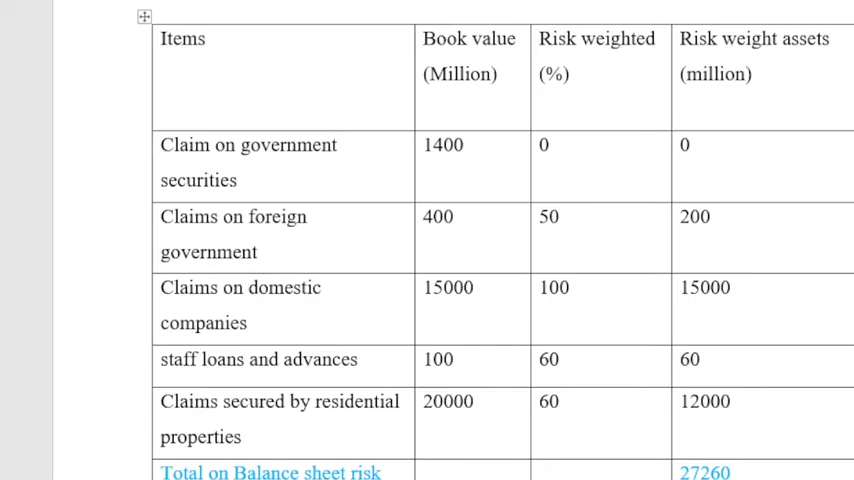 Items Book value Risk weighted Risk weight assets
(Million) (%) (million)
Claim on government 1400 0 0
securities
Claims on foreign 400 50 200
government
Claims on domestic 15000 100 15000
companies
staff loans and advances 100 60 60
Claims secured by residential 20000 60 12000
properties
Total on Balance sheet risk 27260